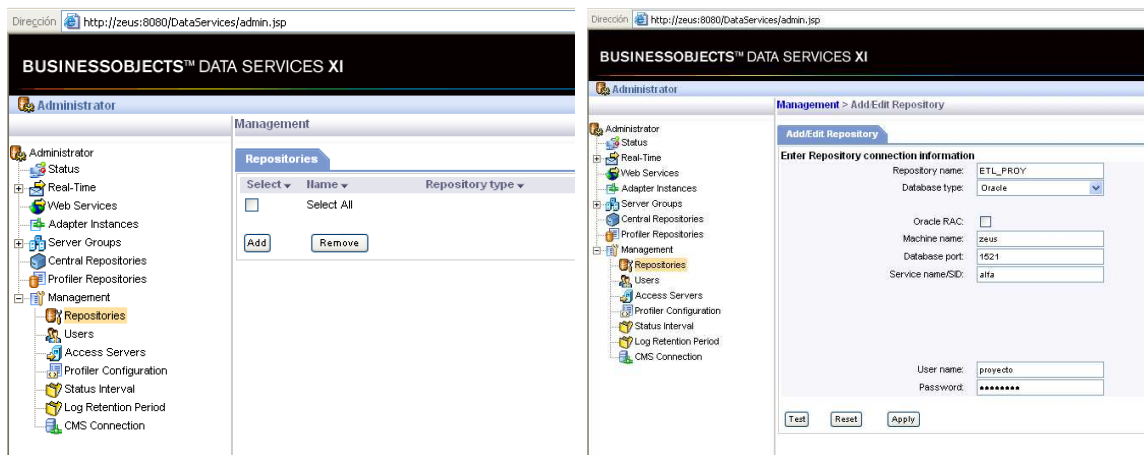 Dirección http://zeus:8080/DataServices/admin.jsp
BUSINESSOBJECTS™ DATA SERVICES XI
Administrator
Management
Administrator
Status
Real-Time
Web Services
Adapter Instances
Server Groups
Central Repositories
Profiler Repositories
Management
Repositories
Users
Access Servers
Profiler Configuration
Status Interval
Log Retention Period
CMS Connection
Repositories
Select Name Repository type
Select All
Add Remove
Dirección http://zeus:8080/DataServices/admin.jsp
BUSINESSOBJECTS™ DATA SERVICES XI
Administrator
Management > Add/Edit Repository
Administrator
Status
Real-Time
Web Services
Adapter Instances
Server Groups
Central Repositories
Profiler Repositories
Management
Repositories
Users
Access Servers
Profiler Configuration
Status Interval
Log Retention Period
CMS Connection
Add/Edit Repository
Enter Repository connection information
Repository name: ETL_PROY
Database type: Oracle
Oracle RAC:
Machine name: zeus
Database port: 1521
Service name/SID: alfa
User name: proyecto
Password: ●●●●●●●●
Test Reset Apply